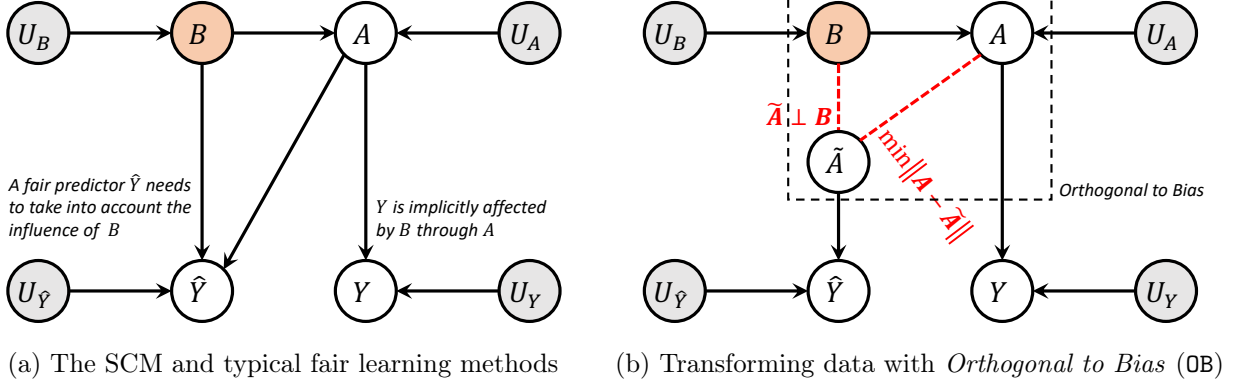 U_B B A U_A
A fair predictor Ŷ needs
to take into account the
influence of B
Y is implicitly affected
by B through A
U_Ŷ Ŷ Y U_Y
(a) The SCM and typical fair learning methods
U_B B A U_A
Ã ⊥ B
Ã
min‖A − Ã‖
Orthogonal to Bias
U_Ŷ Ŷ Y U_Y
(b) Transforming data with Orthogonal to Bias (OB)